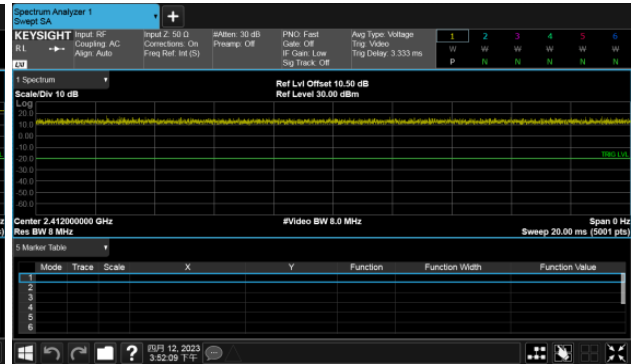 Spectrum Analyzer 1
Swept SA
+
KEYSIGHT Input: RF Input Z: 50 Ω #Atten: 30 dB PNO: Fast Avg Type: Voltage 1 2 3 4 5 6
RL Coupling: AC Corrections: On Preamp: Off Gate: Off Trig: Video W W W W W W
Align: Auto Freq Ref: Int (S) IF Gain: Low Trig Delay: 3.333 ms
LXI Sig Track: Off P N N N N N
1 Spectrum Ref Lvl Offset 10.50 dB
Scale/Div 10 dB Ref Level 30.00 dBm
Log
20.0
10.0
0.00
-10.0
-20.0 TRIG LVL
-30.0
-40.0
-50.0
-60.0
Center 2.412000000 GHz #Video BW 8.0 MHz Span 0 Hz
Res BW 8 MHz Sweep 20.00 ms (5001 pts)
5 Marker Table
Mode Trace Scale X Y Function Function Width Function Value
1
2
3
4
5
6
? 四月 12, 2023
3:52:09 下午